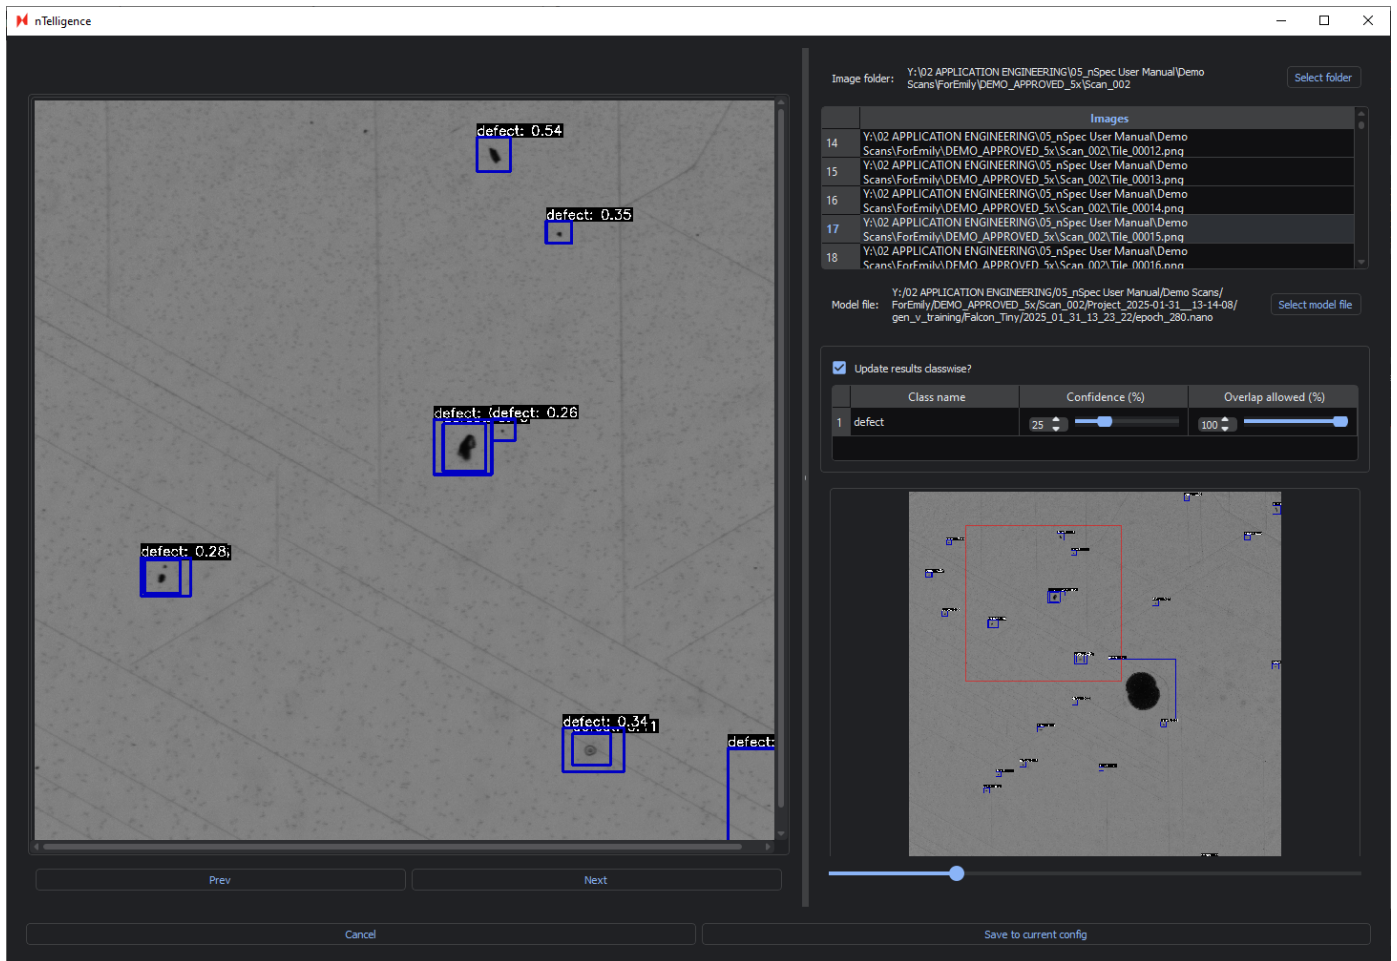 nTelligence
defect: 0.54
defect: 0.35
defect: 0.26
defect: 0.28
defect: 0.34
defect:
Prev
Next
Image folder:
Y:\02 APPLICATION ENGINEERING\05_nSpec User Manual\Demo
Scans\ForEmily\DEMO_APPROVED_5x\Scan_002
Select folder
Images
14
Y:\02 APPLICATION ENGINEERING\05_nSpec User Manual\Demo
Scans\ForEmily\DEMO_APPROVED_5x\Scan_002\Tile_00012.png
15
Y:\02 APPLICATION ENGINEERING\05_nSpec User Manual\Demo
Scans\ForEmily\DEMO_APPROVED_5x\Scan_002\Tile_00013.png
16
Y:\02 APPLICATION ENGINEERING\05_nSpec User Manual\Demo
Scans\ForEmily\DEMO_APPROVED_5x\Scan_002\Tile_00014.png
17
Y:\02 APPLICATION ENGINEERING\05_nSpec User Manual\Demo
Scans\ForEmily\DEMO_APPROVED_5x\Scan_002\Tile_00015.png
18
Y:\02 APPLICATION ENGINEERING\05_nSpec User Manual\Demo
Scans\ForEmily\DEMO_APPROVED_5x\Scan_002\Tile_00016.png
Model file:
Y:/02 APPLICATION ENGINEERING/05_nSpec User Manual/Demo Scans/
ForEmily/DEMO_APPROVED_5x/Scan_002/Project_2025-01-31__13-14-08/
gen_v_training/Falcon_Tiny/2025_01_31_13_23_22/epoch_280.nano
Select model file
Update results classwise?
Class name Confidence (%) Overlap allowed (%)
1 defect 25 100
Cancel
Save to current config